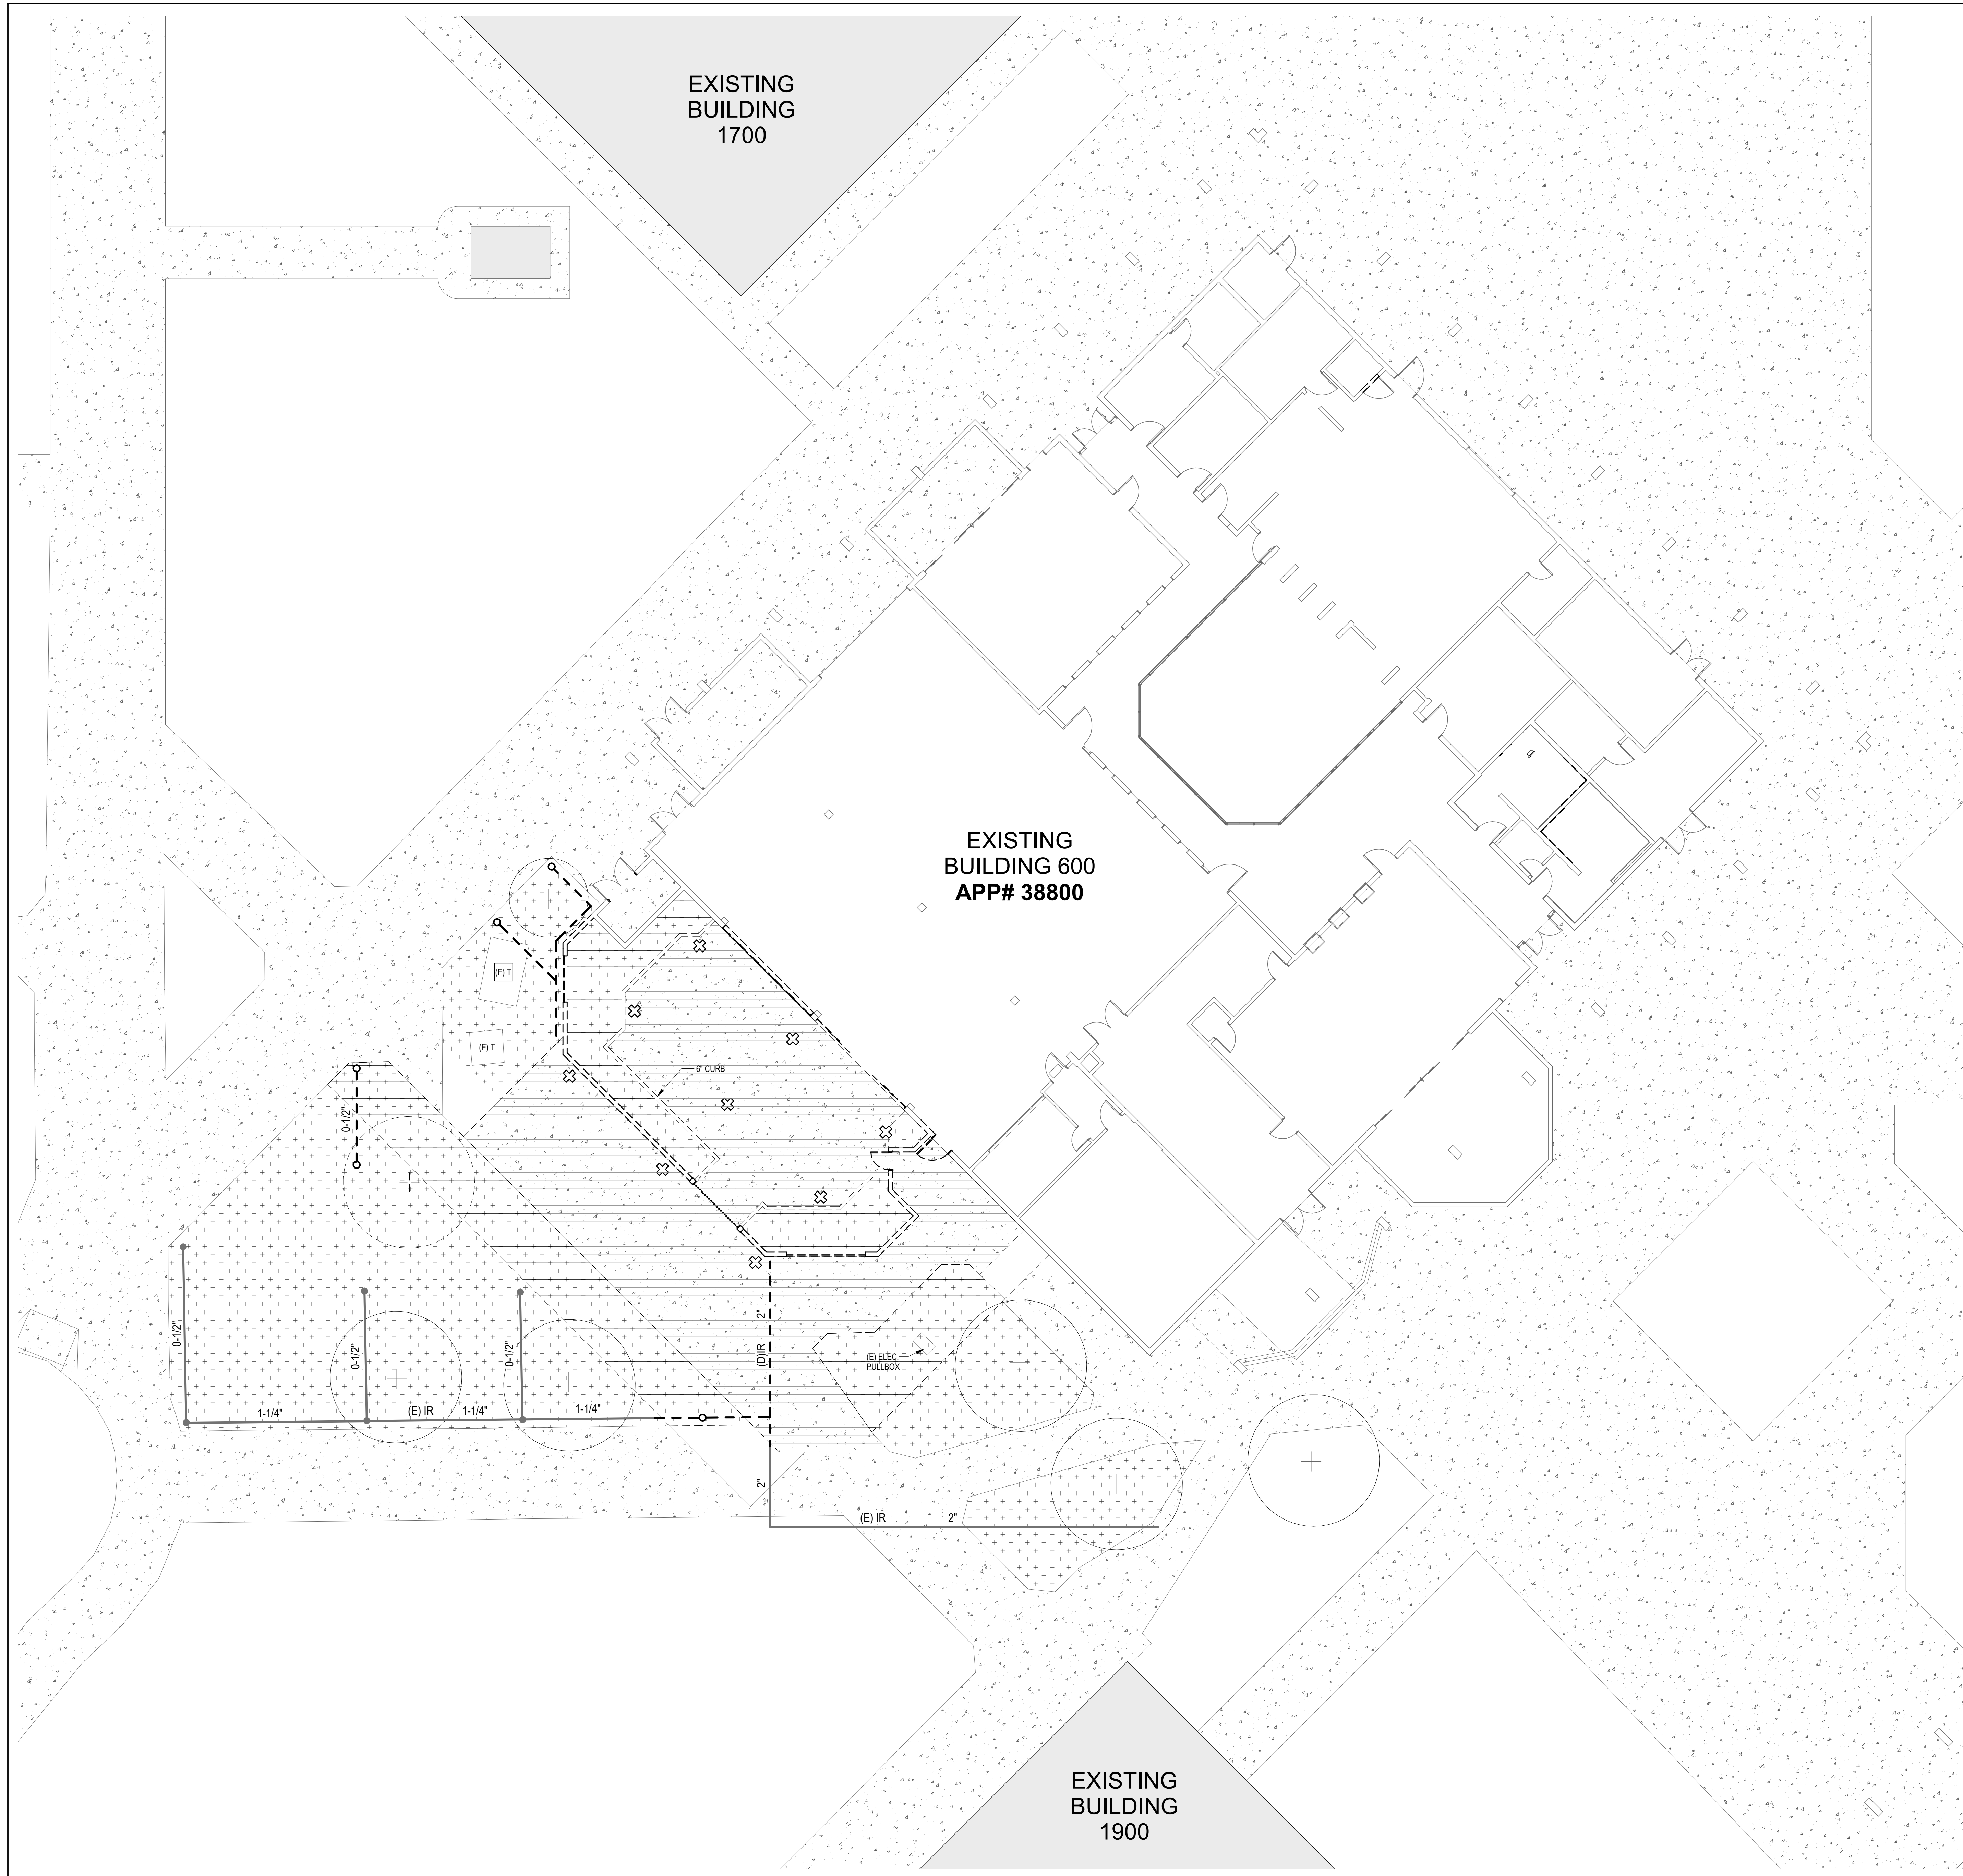 EXISTING
BUILDING
1700
EXISTING
BUILDING 600
APP# 38800
(E) T
(E) T
6" CURB
0-1/2"
0-1/2"
0-1/2"
0-1/2"
2"
(D)IR
(E) ELEC
PULLBOX
1-1/4"
(E) IR
1-1/4"
1-1/4"
2"
(E) IR
2"
EXISTING
BUILDING
1900